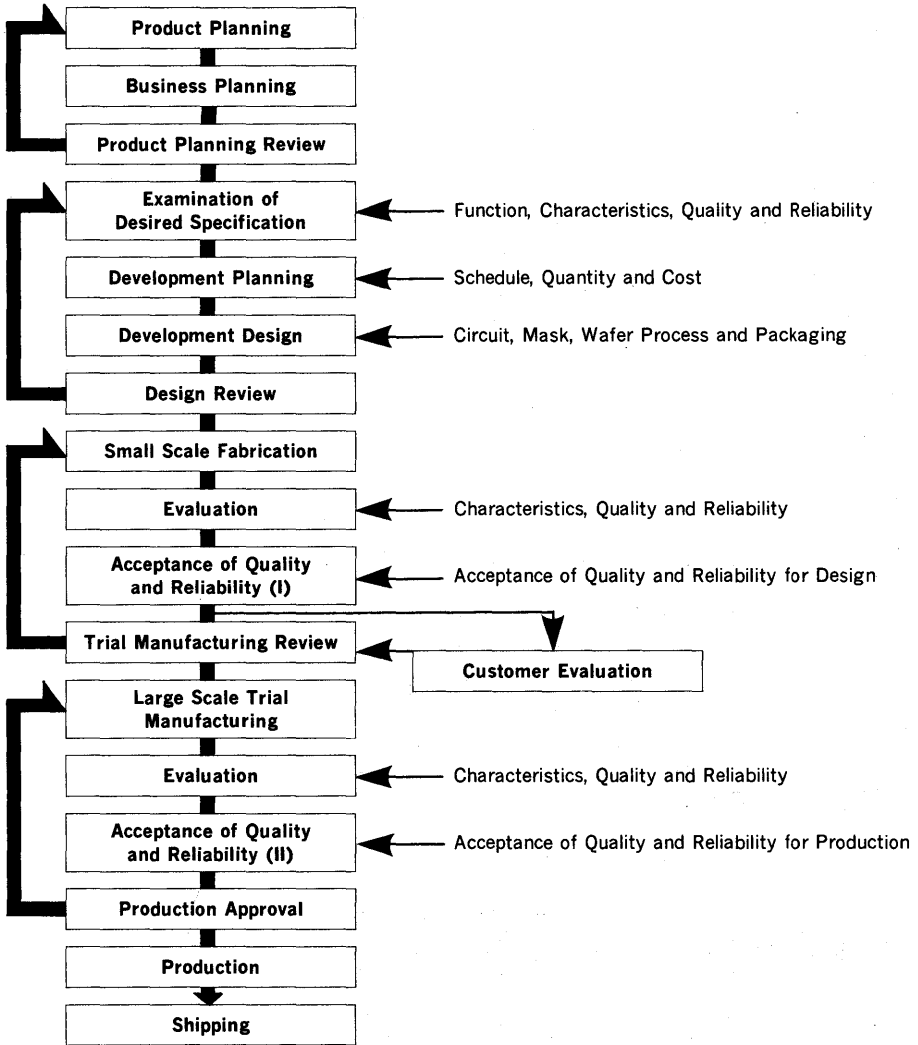 Product Planning
Business Planning
Product Planning Review
Examination of
Desired Specification
Function, Characteristics, Quality and Reliability
Development Planning
Schedule, Quantity and Cost
Development Design
Circuit, Mask, Wafer Process and Packaging
Design Review
Small Scale Fabrication
Evaluation
Characteristics, Quality and Reliability
Acceptance of Quality
and Reliability (I)
Acceptance of Quality and Reliability for Design
Trial Manufacturing Review
Customer Evaluation
Large Scale Trial
Manufacturing
Evaluation
Characteristics, Quality and Reliability
Acceptance of Quality
and Reliability (II)
Acceptance of Quality and Reliability for Production
Production Approval
Production
Shipping